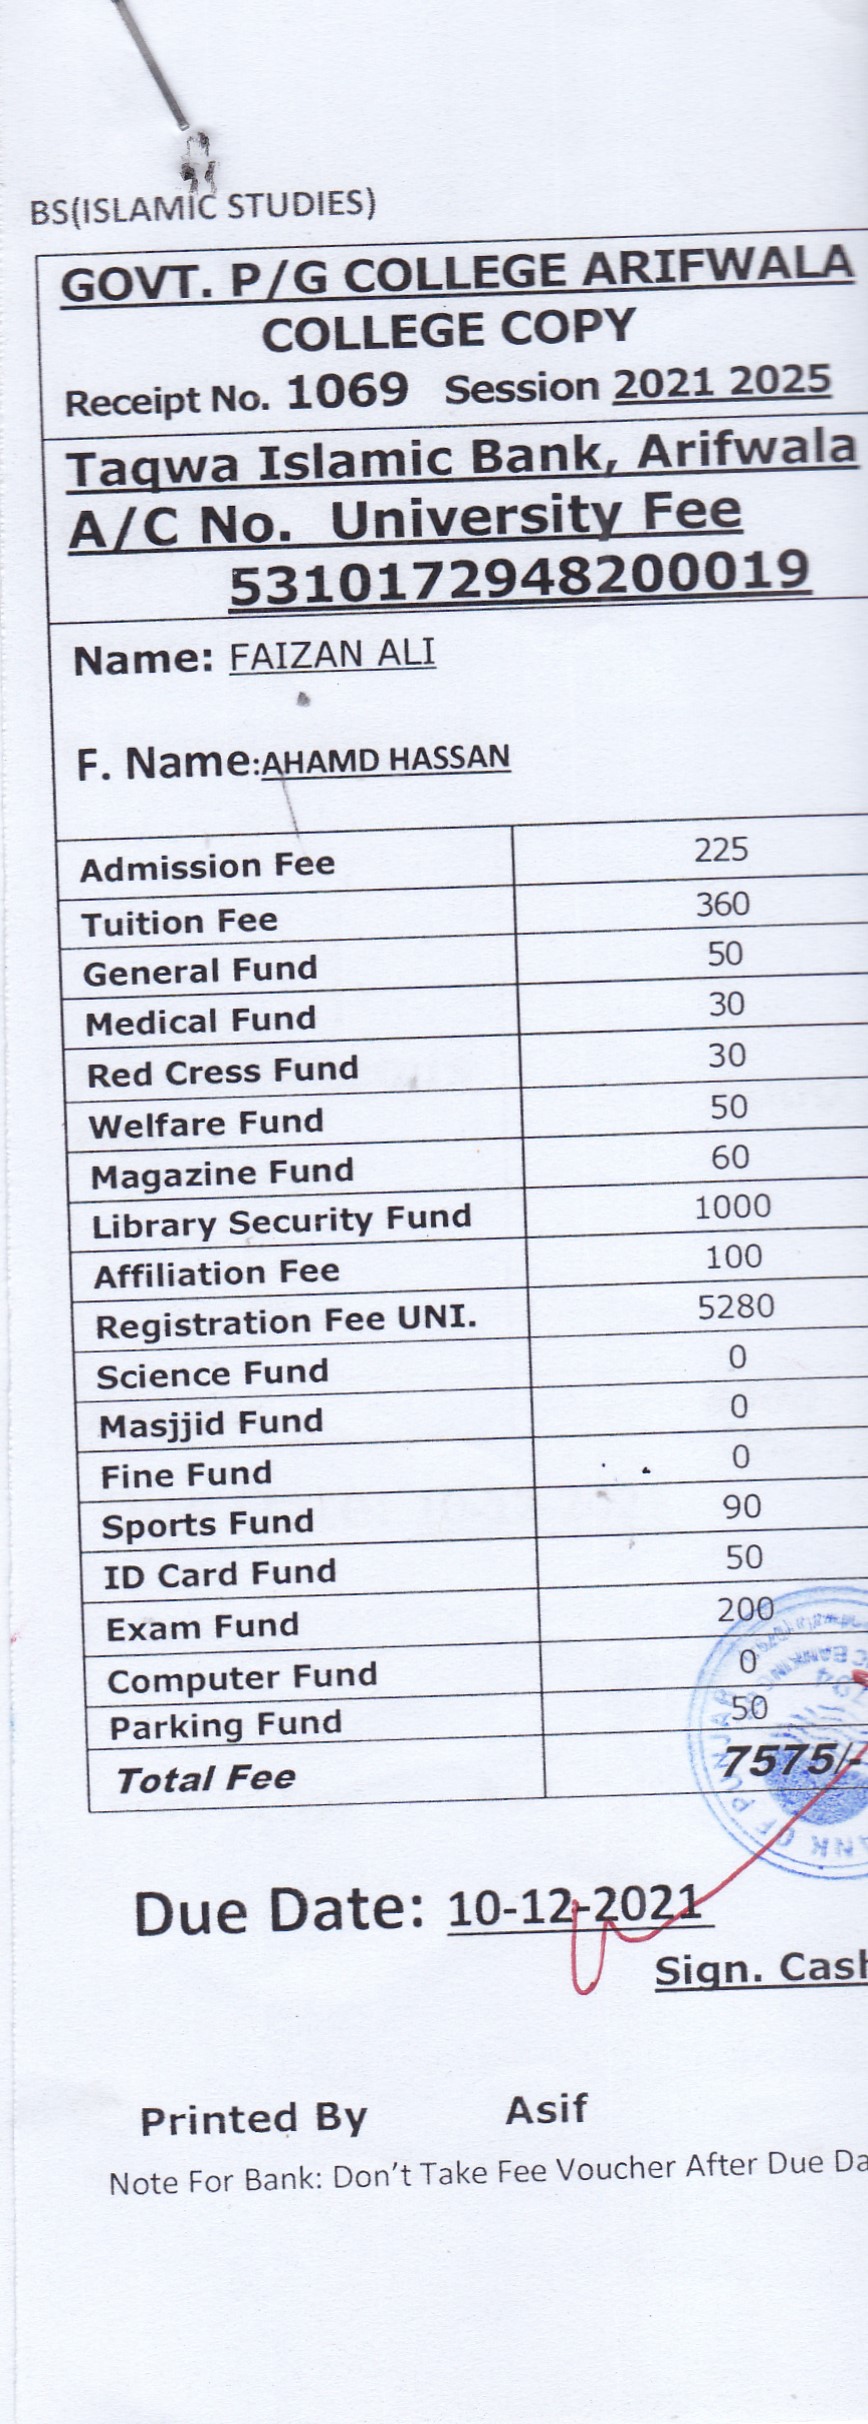 BS(ISLAMIC STUDIES)
GOVT. P/G COLLEGE ARIFWALA
COLLEGE COPY
Receipt No. 1069 Session 2021 2025
Taqwa Islamic Bank, Arifwala
A/C No. University Fee
5310172948200019
Name: FAIZAN ALI
F. Name:AHAMD HASSAN
Admission Fee 225
Tuition Fee 360
General Fund 50
Medical Fund 30
Red Cress Fund 30
Welfare Fund 50
Magazine Fund 60
Library Security Fund 1000
Affiliation Fee 100
Registration Fee UNI. 5280
Science Fund 0
Masjjid Fund 0
Fine Fund 0
Sports Fund 90
ID Card Fund 50
Exam Fund 200
Computer Fund 0
Parking Fund 50
Total Fee 7575/-
OF PUNJAB
Due Date: 10-12-2021
Sign. Cash
Printed By Asif
Note For Bank: Don't Take Fee Voucher After Due Da